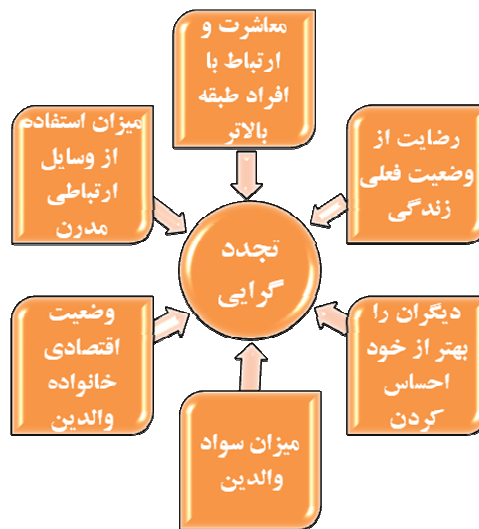 معاشرت و
ارتباط با
افراد طبقه
بالاتر
رضایت از
وضعیت فعلی
زندگی
میزان استفاده
از وسایل
ارتباطی
مدرن
تجدد
گرایی
دیگران را
بهتر از خود
احساس
کردن
وضعیت
اقتصادی
خانواده
والدین
میزان سواد
والدین